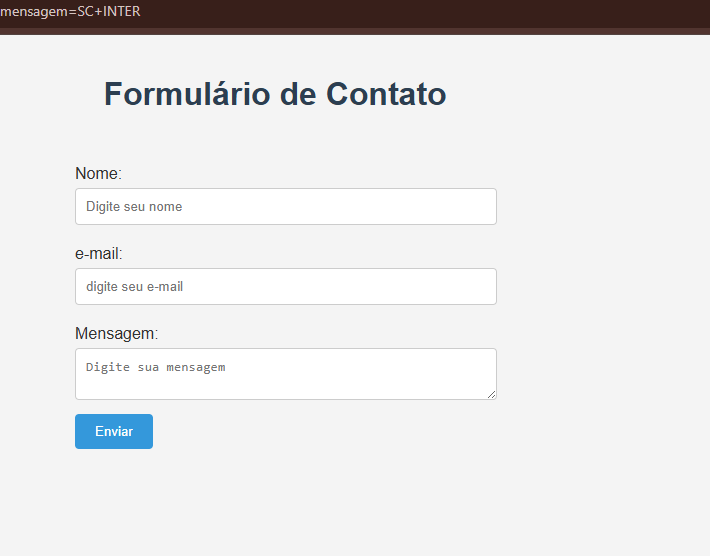 mensagem=SC+INTER
Formulário de Contato
Nome:
Digite seu nome
e-mail:
digite seu e-mail
Mensagem:
Digite sua mensagem
Enviar